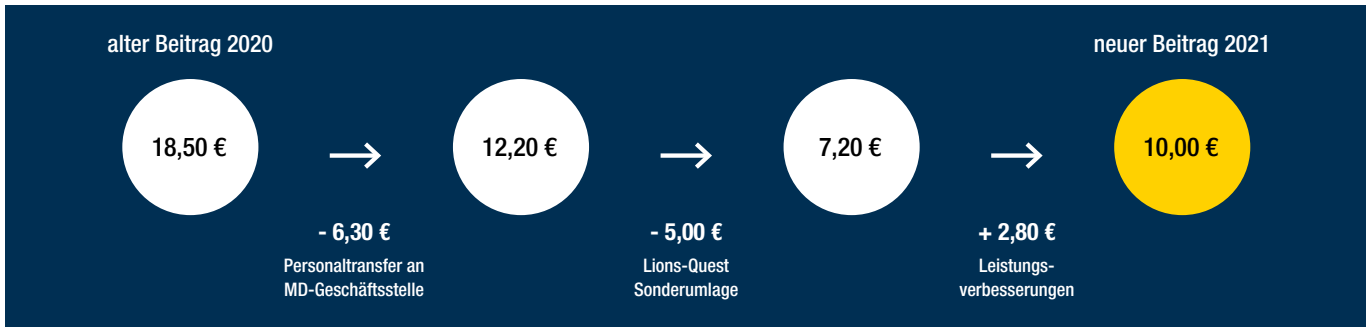 alter Beitrag 2020
neuer Beitrag 2021
18,50 €
12,20 €
7,20 €
10,00 €
- 6,30 €
Personaltransfer an
MD-Geschäftsstelle
- 5,00 €
Lions-Quest
Sonderumlage
+ 2,80 €
Leistungs-
verbesserungen